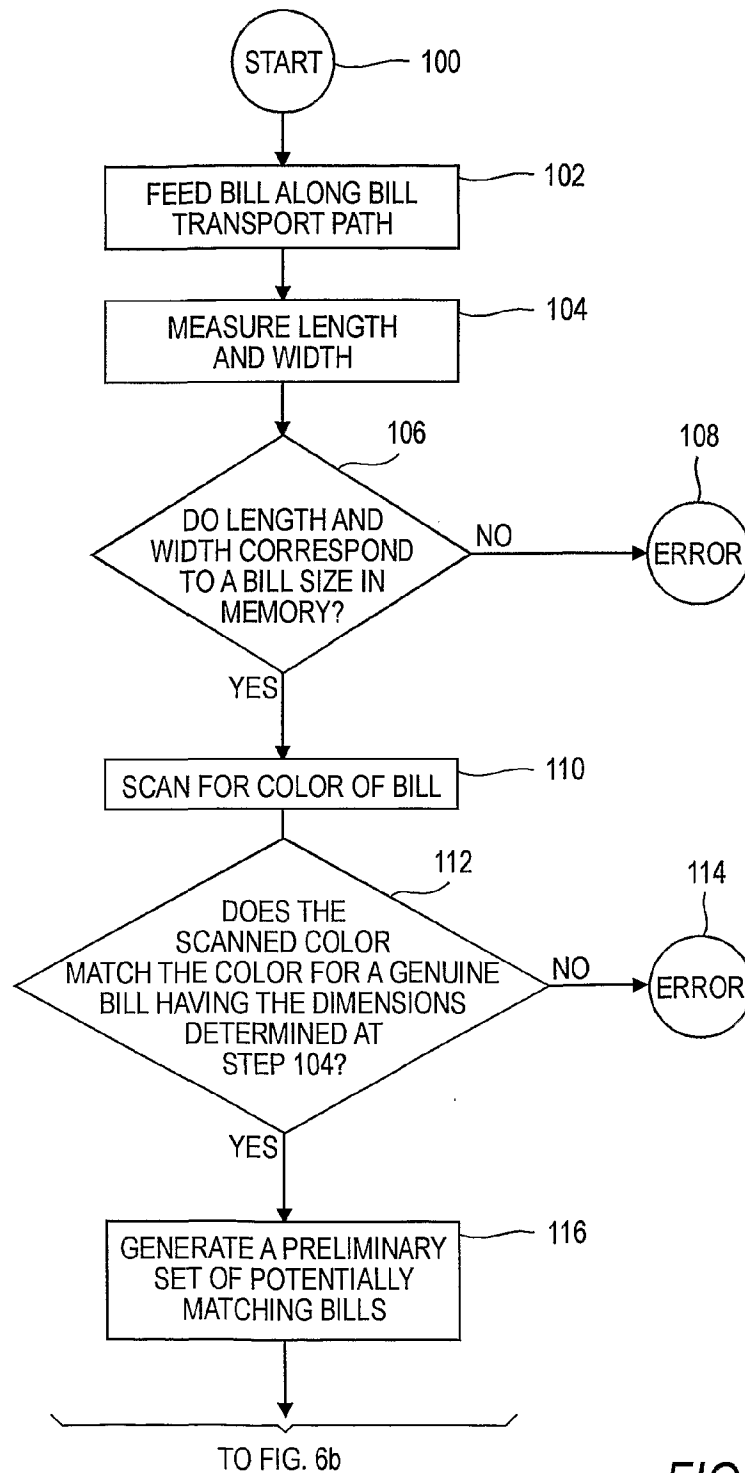 START
100
FEED BILL ALONG BILL
TRANSPORT PATH
102
MEASURE LENGTH
AND WIDTH
104
106
DO LENGTH AND
WIDTH CORRESPOND
TO A BILL SIZE IN
MEMORY?
NO
108
ERROR
YES
SCAN FOR COLOR OF BILL
110
112
DOES THE
SCANNED COLOR
MATCH THE COLOR FOR A GENUINE
BILL HAVING THE DIMENSIONS
DETERMINED AT
STEP 104?
NO
114
ERROR
YES
GENERATE A PRELIMINARY
SET OF POTENTIALLY
MATCHING BILLS
116
TO FIG. 6b